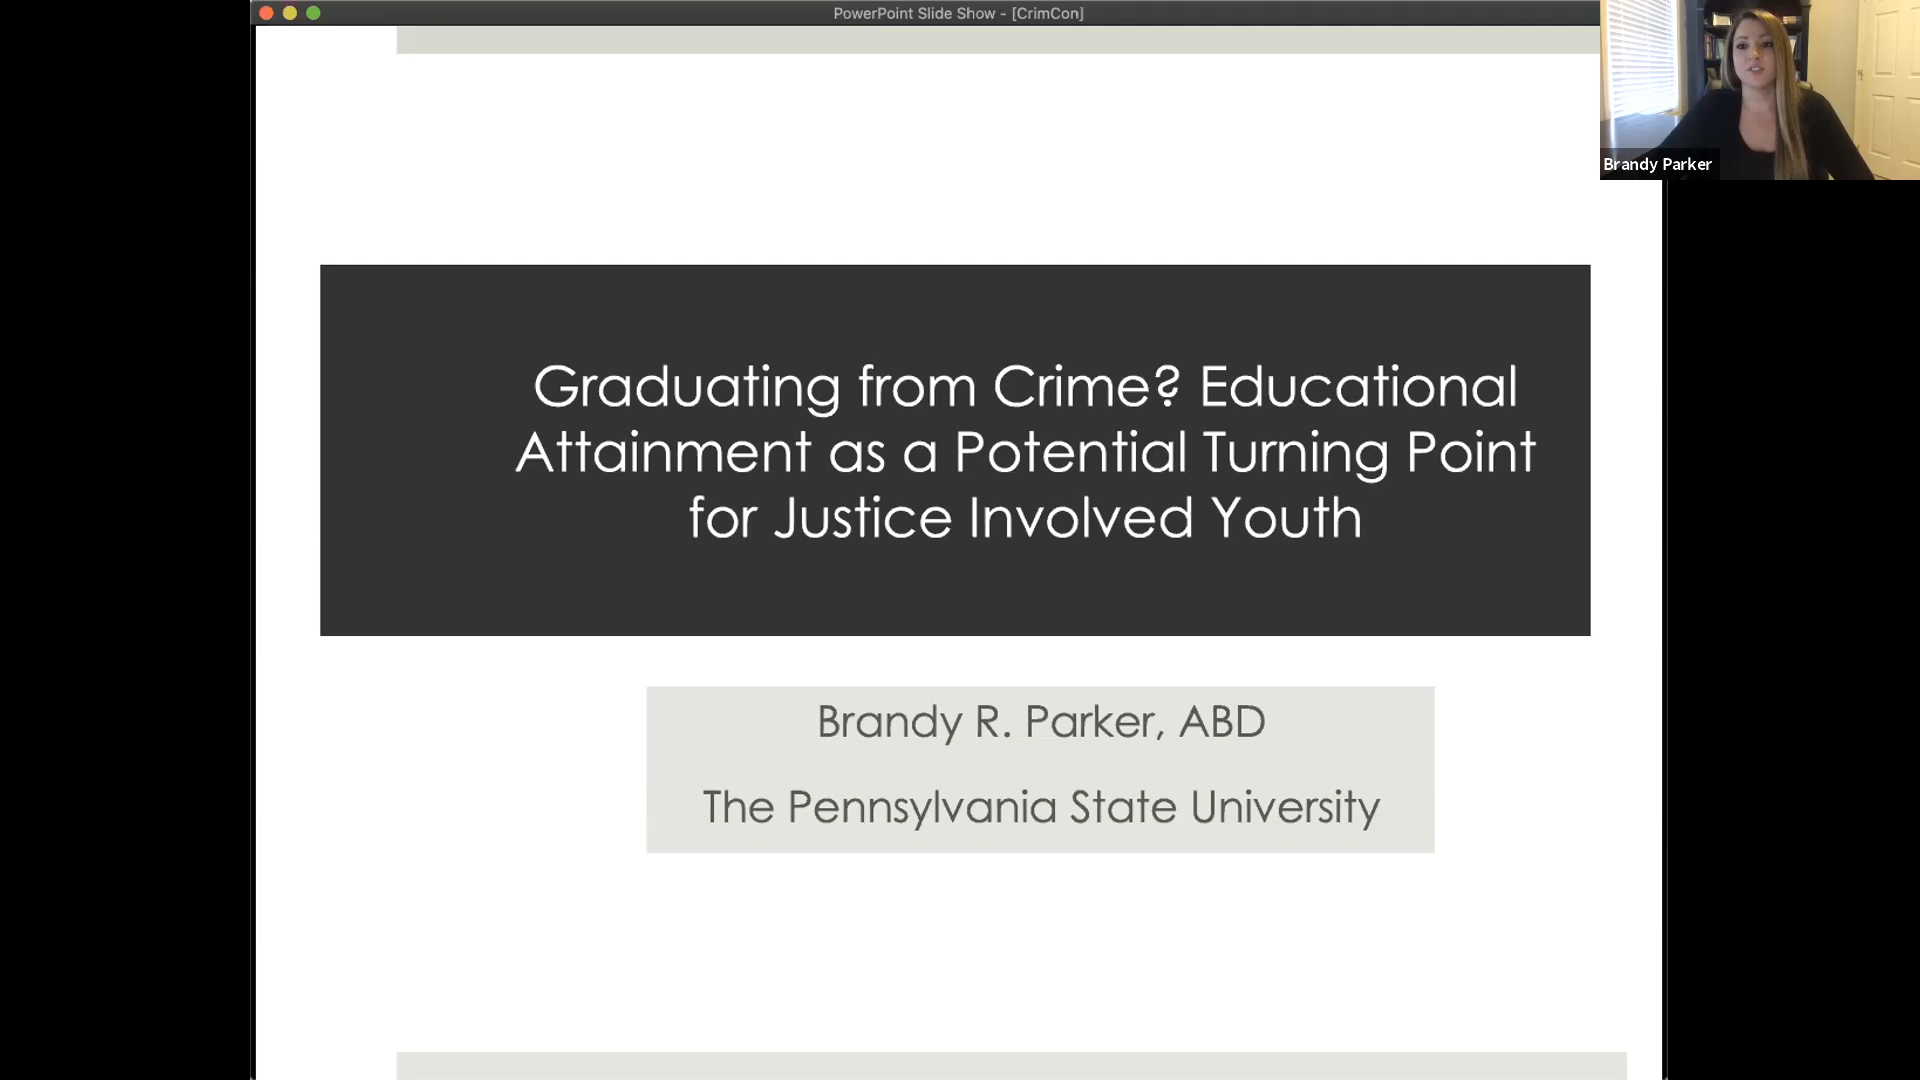 PowerPoint Slide Show - [CrimCon]
Brandy Parker
Graduating from Crime? Educational
Attainment as a Potential Turning Point
for Justice Involved Youth
Brandy R. Parker, ABD
The Pennsylvania State University